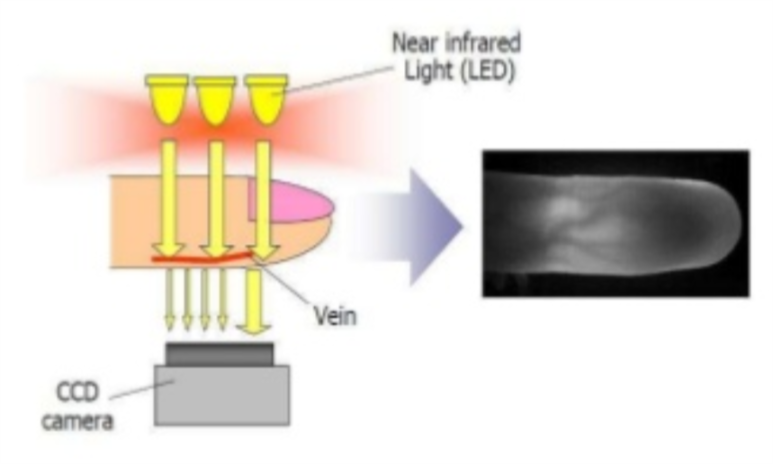 Near infrared
Light (LED)
Vein
CCD
camera